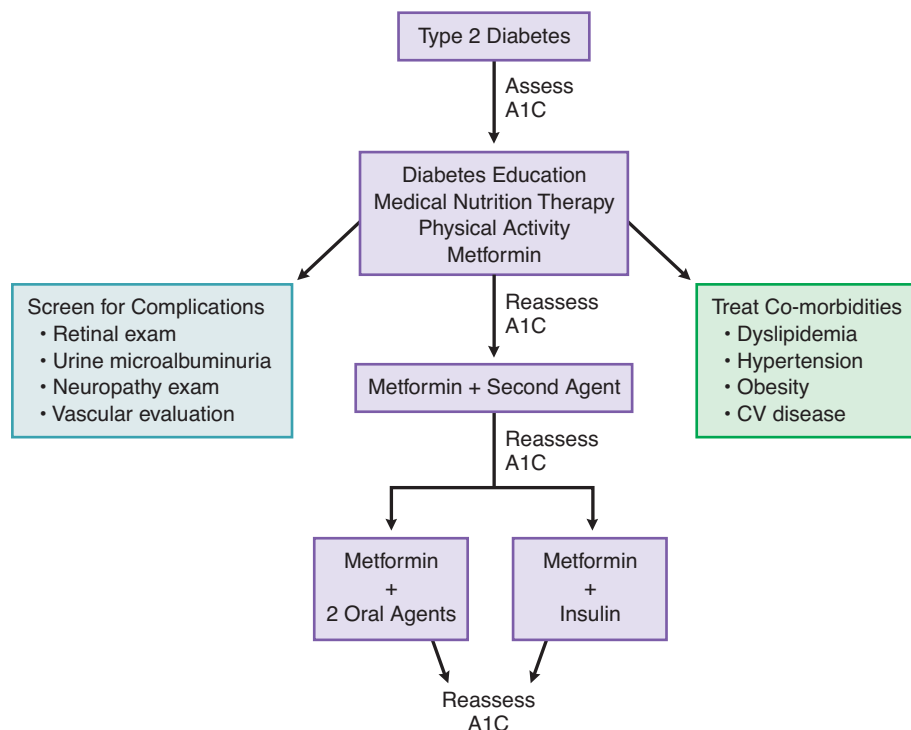 Type 2 Diabetes
Assess
A1C
Diabetes Education
Medical Nutrition Therapy
Physical Activity
Metformin
Screen for Complications
• Retinal exam
• Urine microalbuminuria
• Neuropathy exam
• Vascular evaluation
Reassess
A1C
Treat Co-morbidities
• Dyslipidemia
• Hypertension
• Obesity
• CV disease
Metformin + Second Agent
Reassess
A1C
Metformin
+
2 Oral Agents
Metformin
+
Insulin
Reassess
A1C